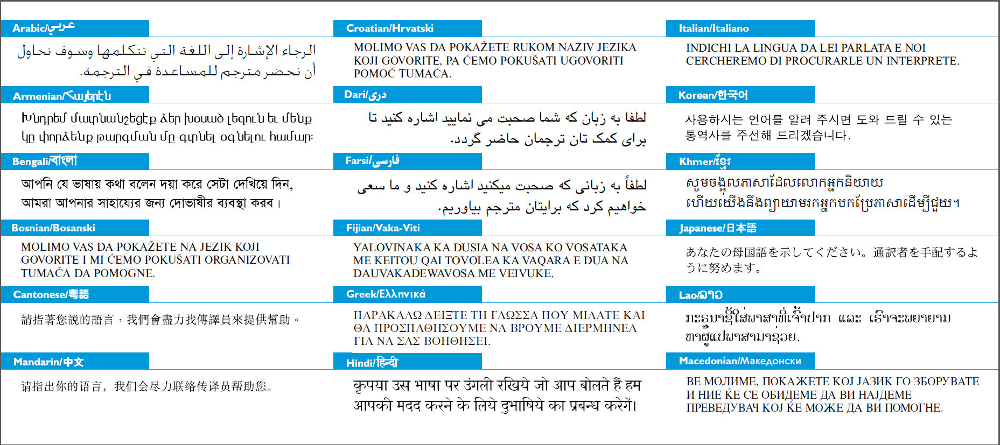 Arabic/عربي
الرجاء الإشارة إلى اللغة التي تتكلمها وسوف نحاول
أن نحضر مترجم للمساعدة في الترجمة.
Armenian/Հայերէն
Խնդրեմ մատնանշեցէք ձեր խօսած լեզուն եւ մենք
կը փորձենք թարգման մը գտնել օգնելու համար:
Bengali/বাংলা
আপনি যে ভাষায় কথা বলেন দয়া করে সেটা দেখিয়ে দিন,
আমরা আপনার সাহায্যের জন্য দোভাষীর ব্যবস্থা করব।
Bosnian/Bosanski
MOLIMO VAS DA POKAŽETE NA JEZIK KOJI
GOVORITE I MI ĆEMO POKUŠATI ORGANIZOVATI
TUMAČA DA POMOGNE.
Cantonese/粵語
請指著您説的語言，我們會盡力找傳譯員來提供幫助。
Mandarin/中文
请指出你的语言，我们会尽力联络传译员帮助您。
Croatian/Hrvatski
MOLIMO VAS DA POKAŽETE RUKOM NAZIV JEZIKA
KOJI GOVORITE, PA ĆEMO POKUŠATI UGOVORITI
POMOĆ TUMAČA.
Dari/دری
لطفا به زبان که شما صحبت می نمایید اشاره کنید تا
برای کمک تان ترجمان حاضر گردد.
Farsi/فارسی
لطفاً به زبانی که صحبت میکنید اشاره کنید و ما سعی
خواهیم کرد که برایتان مترجم بیاوریم.
Fijian/Vaka-Viti
YALOVINAKA KA DUSIA NA VOSA KO VOSATAKA
ME KEITOU QAI TOVOLEA KA VAQARA E DUA NA
DAUVAKADEWAVOSA ME VEIVUKE.
Greek/Ελληνικά
ΠΑΡΑΚΑΛΩ ΔΕΙΞΤΕ ΤΗ ΓΛΩΣΣΑ ΠΟΥ ΜΙΛΑΤΕ ΚΑΙ
ΘΑ ΠΡΟΣΠΑΘΗΣΟΥΜΕ ΝΑ ΒΡΟΥΜΕ ΔΙΕΡΜΗΝΕΑ
ΓΙΑ ΝΑ ΣΑΣ ΒΟΗΘΗΣΕΙ.
Hindi/हिन्दी
कृपया उस भाषा पर उंगली रखिये जो आप बोलते हैं हम
आपकी मदद करने के लिये दुभाषिये का प्रबन्ध करेगें।
Italian/Italiano
INDICHI LA LINGUA DA LEI PARLATA E NOI
CERCHEREMO DI PROCURARLE UN INTERPRETE.
Korean/한국어
사용하시는 언어를 알려 주시면 도와 드릴 수 있는
통역사를 주선해 드리겠습니다.
Khmer/ខ្មែរ
សូមចង្អុលភាសាដែលលោកអ្នកនិយាយ
ហើយយើងនឹងព្យាយាមរកអ្នកបកប្រែភាសាដើម្បីជួយ។
Japanese/日本語
あなたの母国語を示してください。通訳者を手配するよ
うに努めます。
Lao/ລາວ
ກະຣຸນາຊີ້ໃສ່ພາສາທີ່ເຈົ້າປາກ ແລະ ເຮົາຈະພຍາຍາມ
ຫາຜູ້ແປພາສາມາຊ່ວຍ.
Macedonian/Македонски
ВЕ МОЛИМЕ, ПОКАЖЕТЕ КОЈ ЈАЗИК ГО ЗБОРУВАТЕ
И НИЕ ЌЕ СЕ ОБИДЕМЕ ДА ВИ НАЈДЕМЕ
ПРЕВЕДУВАЧ КОЈ ЌЕ МОЖЕ ДА ВИ ПОМОГНЕ.